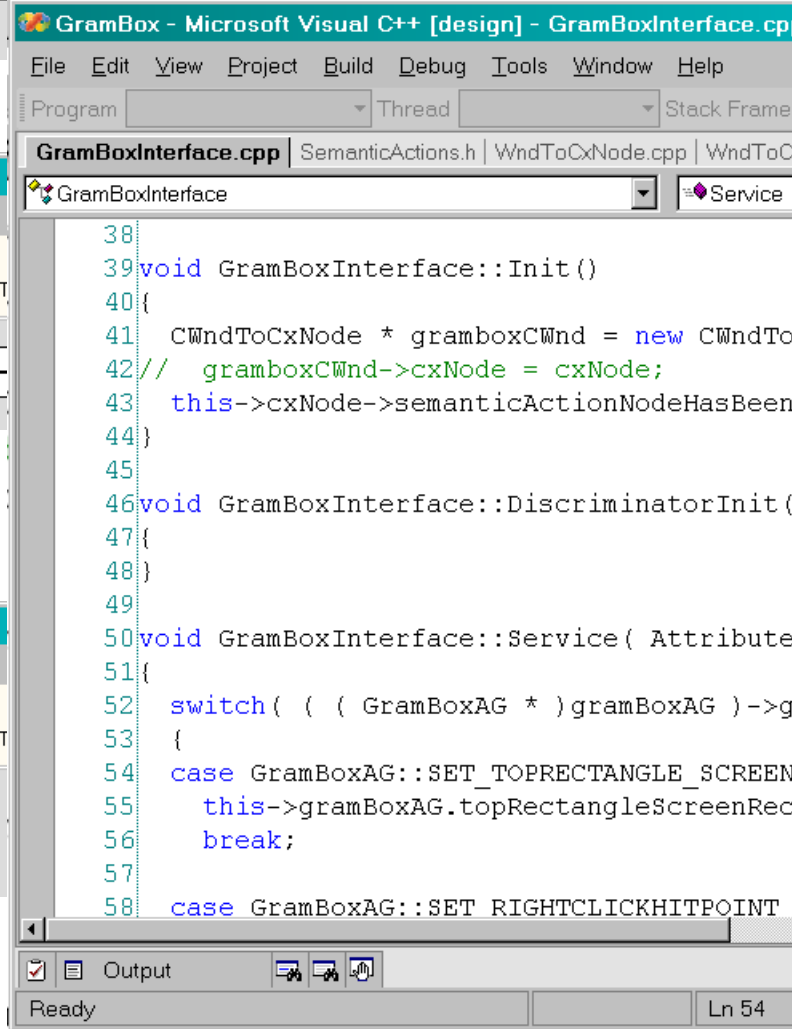 GramBox - Microsoft Visual C++ [design] - GramBoxInterface.cpp
File Edit View Project Build Debug Tools Window Help
Program Thread Stack Frame
GramBoxInterface.cpp SemanticActions.h WndToCxNode.cpp WndToC
GramBoxInterface Service
38
39 void GramBoxInterface::Init()
40 {
41 CWndToCxNode * gramboxCWnd = new CWndTo
42 // gramboxCWnd->cxNode = cxNode;
43 this->cxNode->semanticActionNodeHasBeen
44 }
45
46 void GramBoxInterface::DiscriminatorInit(
47 {
48 }
49
50 void GramBoxInterface::Service( Attribute
51 {
52 switch( ( ( GramBoxAG * )gramBoxAG )->g
53 {
54 case GramBoxAG::SET_TOPRECTANGLE_SCREEN
55 this->gramBoxAG.topRectangleScreenRec
56 break;
57
58 case GramBoxAG::SET_RIGHTCLICKHITPOINT
Output
Ready Ln 54